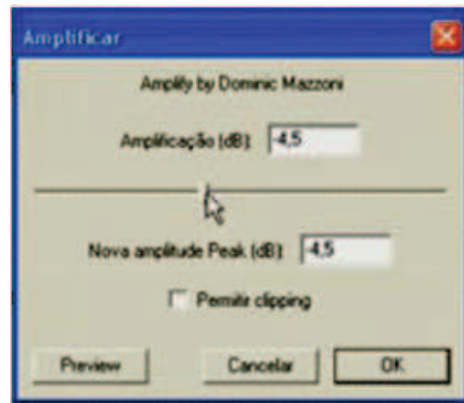 Amplificar
Amplify by Dominic Mazzoni
Amplificação (dB): -4,5
Nova amplitude Peak (dB): -4,5
Permite clipping
Preview Cancelar OK